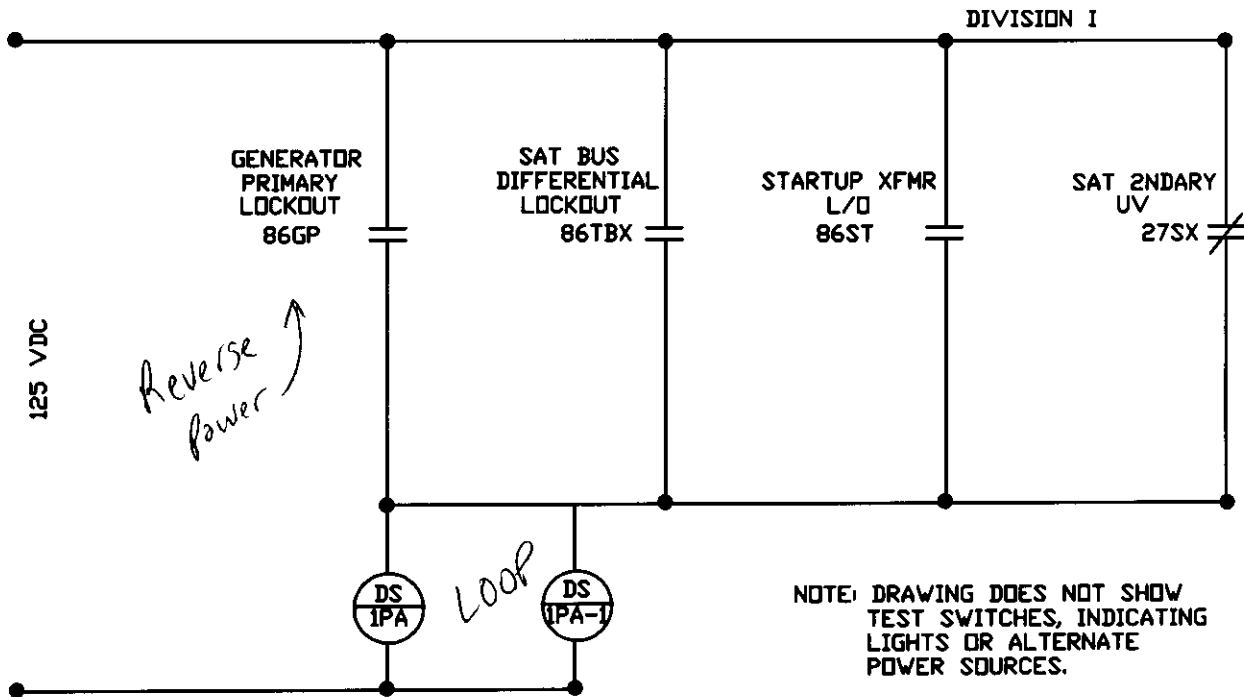 DIVISION I
GENERATOR
PRIMARY
LOCKOUT
86GP
SAT BUS
DIFFERENTIAL
LOCKOUT
86TBX
STARTUP XFMR
L/O
86ST
SAT 2NDARY
UV
27SX
125 VDC
Reverse
Power
DS
1PA
LOOP
DS
1PA-1
NOTE: DRAWING DOES NOT SHOW
TEST SWITCHES, INDICATING
LIGHTS OR ALTERNATE
POWER SOURCES.